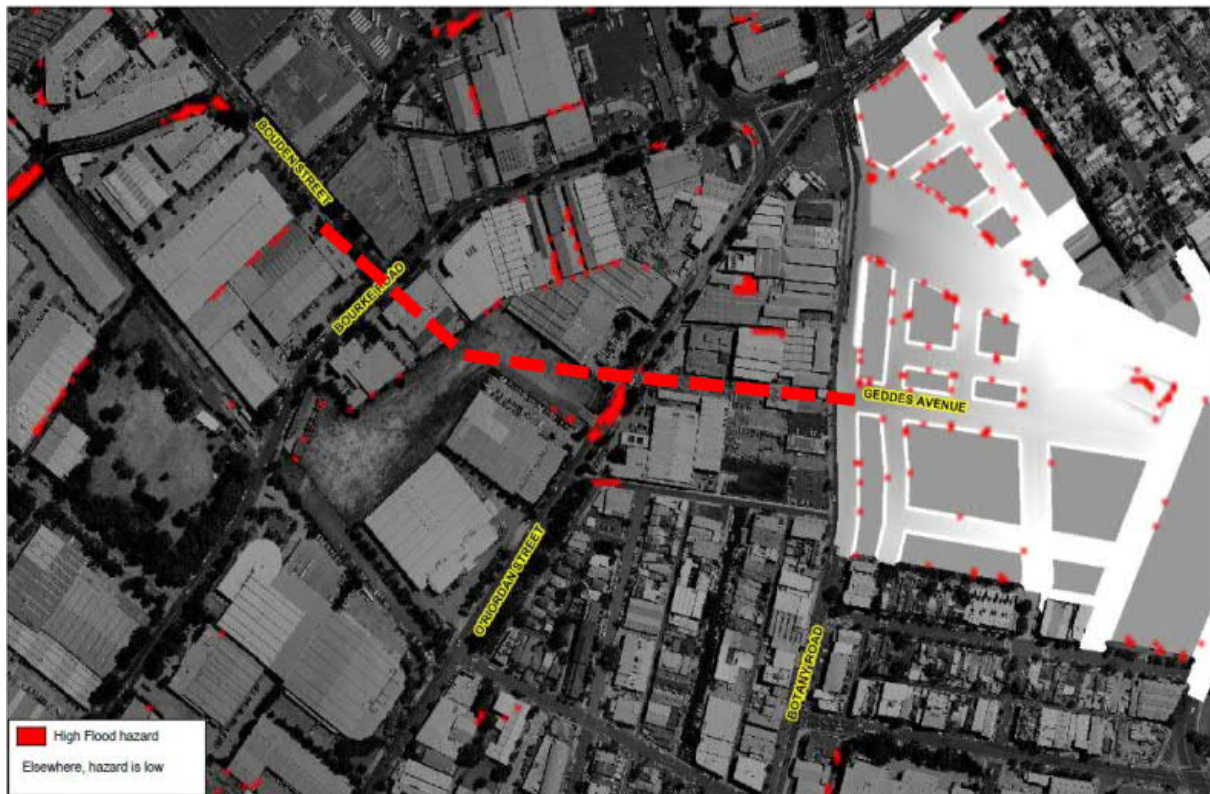 BOUDEN STREET
BOURKE ROAD
GEDDES AVENUE
O'RIORDAN STREET
BOTANY ROAD
High Flood hazard
Elsewhere, hazard is low